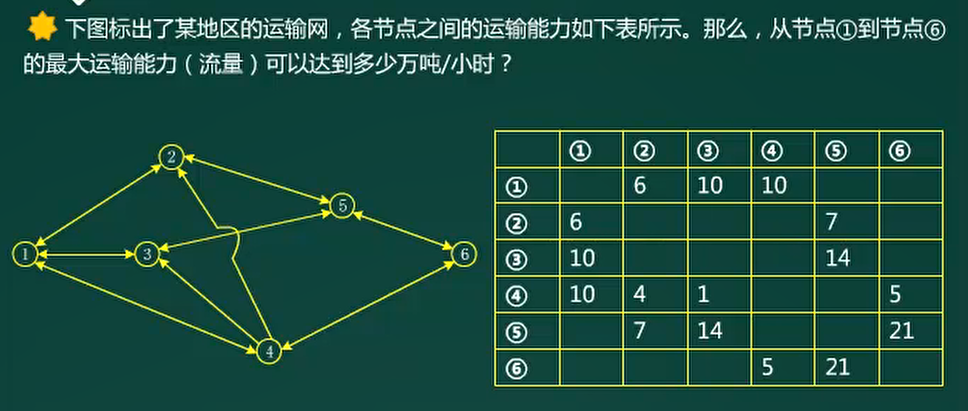 下图标出了某地区的运输网，各节点之间的运输能力如下表所示。那么，从节点①到节点⑥
的最大运输能力（流量）可以达到多少万吨/小时？
2
5
1
3
6
4
① ② ③ ④ ⑤ ⑥
① 6 10 10
② 6 7
③ 10 14
④ 10 4 1 5
⑤ 7 14 21
⑥ 5 21